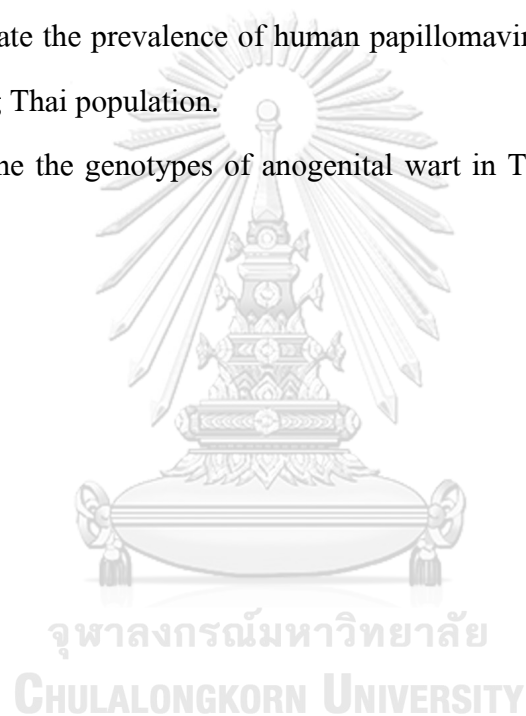 ate the prevalence of human papillomavir
g Thai population.
ne the genotypes of anogenital wart in T
จุฬาลงกรณ์มหาวิทยาลัย
CHULALONGKORN UNIVERSITY